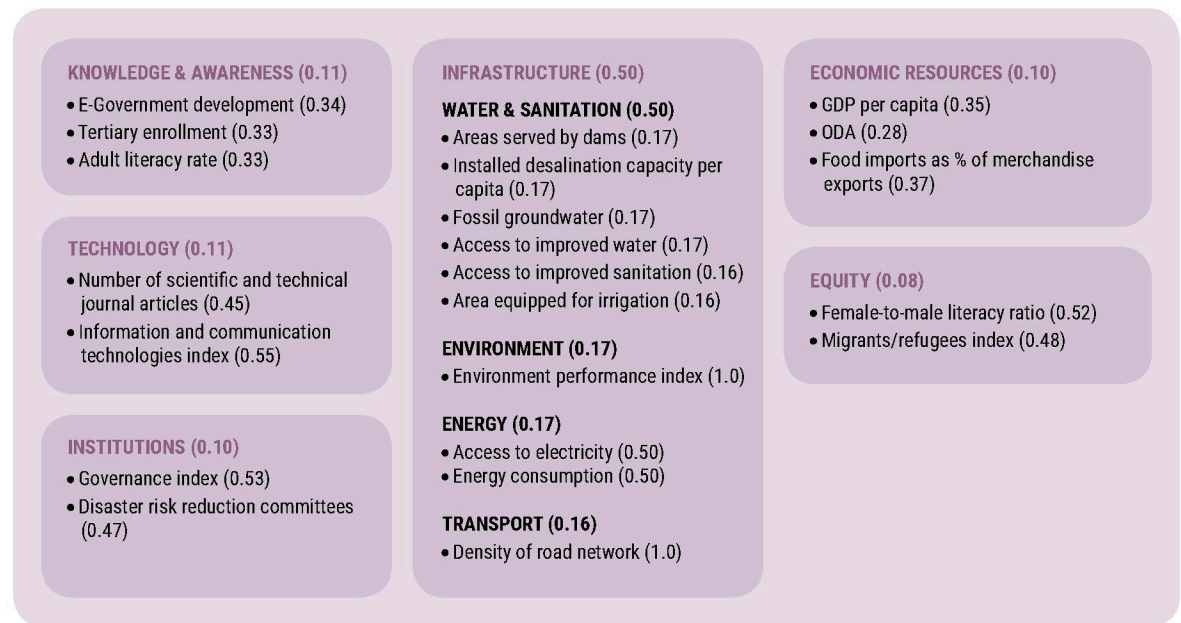 KNOWLEDGE & AWARENESS (0.11)
• E-Government development (0.34)
• Tertiary enrollment (0.33)
• Adult literacy rate (0.33)
TECHNOLOGY (0.11)
• Number of scientific and technical
journal articles (0.45)
• Information and communication
technologies index (0.55)
INSTITUTIONS (0.10)
• Governance index (0.53)
• Disaster risk reduction committees
(0.47)
INFRASTRUCTURE (0.50)
WATER & SANITATION (0.50)
• Areas served by dams (0.17)
• Installed desalination capacity per
capita (0.17)
• Fossil groundwater (0.17)
• Access to improved water (0.17)
• Access to improved sanitation (0.16)
• Area equipped for irrigation (0.16)
ENVIRONMENT (0.17)
• Environment performance index (1.0)
ENERGY (0.17)
• Access to electricity (0.50)
• Energy consumption (0.50)
TRANSPORT (0.16)
• Density of road network (1.0)
ECONOMIC RESOURCES (0.10)
• GDP per capita (0.35)
• ODA (0.28)
• Food imports as % of merchandise
exports (0.37)
EQUITY (0.08)
• Female-to-male literacy ratio (0.52)
• Migrants/refugees index (0.48)